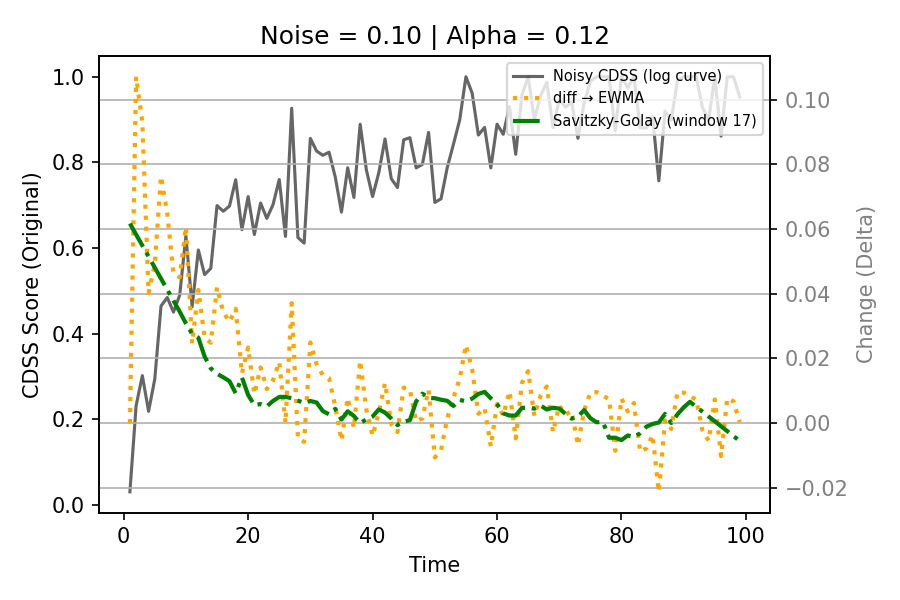 Noise = 0.10 | Alpha = 0.12
Noisy CDSS (log curve)
diff → EWMA
Savitzky-Golay (window 17)
CDSS Score (Original)
1.0
0.8
0.6
0.4
0.2
0.0
0.10
0.08
0.06
0.04
0.02
0.00
−0.02
Change (Delta)
0 20 40 60 80 100
Time